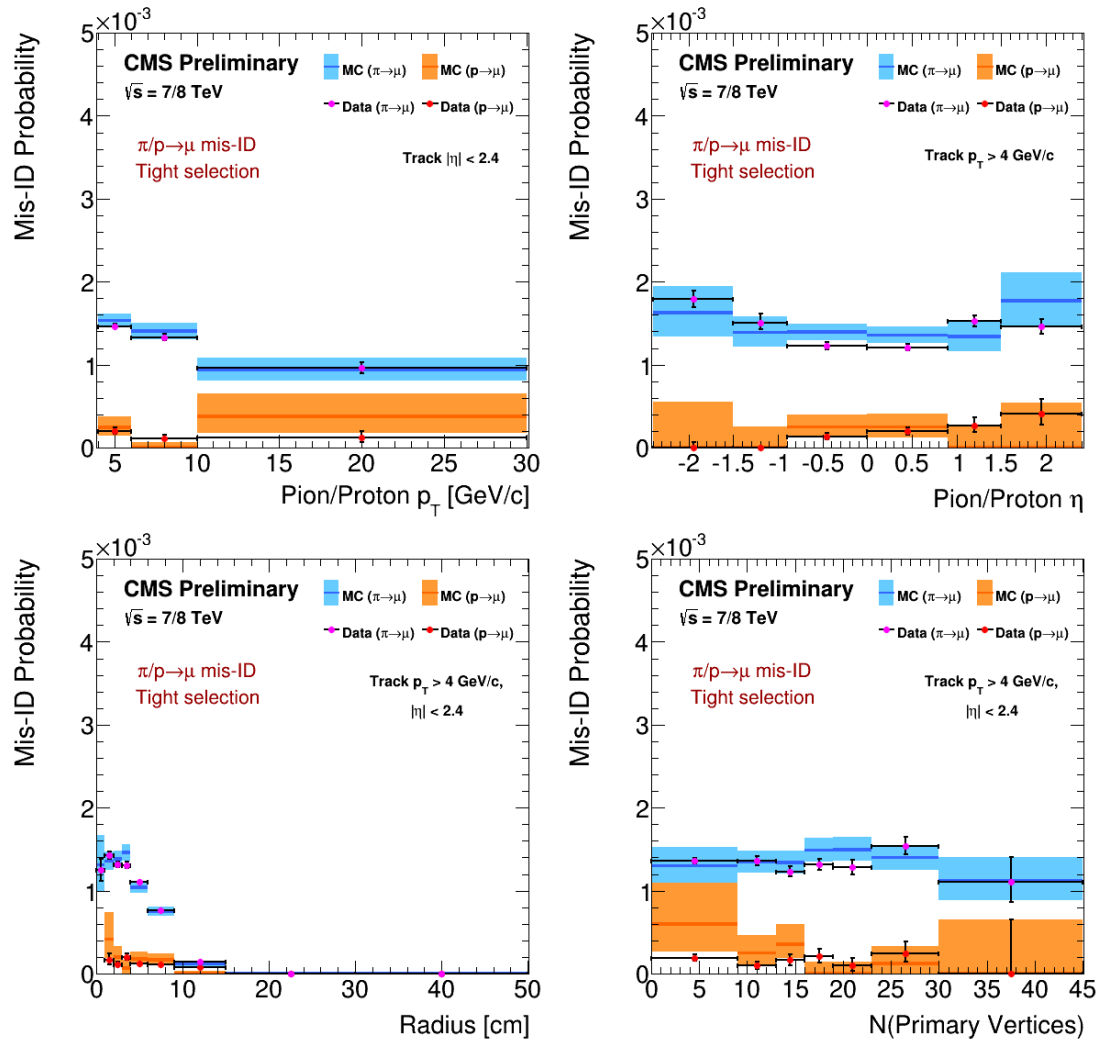 ×10⁻³
5
4
3
2
1
0
Mis-ID Probability
CMS Preliminary
√s = 7/8 TeV
MC (π→μ)
MC (p→μ)
Data (π→μ)
Data (p→μ)
π/p→μ mis-ID
Tight selection
Track |η| < 2.4
5 10 15 20 25 30
Pion/Proton p_T [GeV/c]
×10⁻³
5
4
3
2
1
0
Mis-ID Probability
CMS Preliminary
√s = 7/8 TeV
MC (π→μ)
MC (p→μ)
Data (π→μ)
Data (p→μ)
π/p→μ mis-ID
Tight selection
Track p_T > 4 GeV/c
-2 -1.5 -1 -0.5 0 0.5 1 1.5 2
Pion/Proton η
×10⁻³
5
4
3
2
1
0
Mis-ID Probability
CMS Preliminary
√s = 7/8 TeV
MC (π→μ)
MC (p→μ)
Data (π→μ)
Data (p→μ)
π/p→μ mis-ID
Tight selection
Track p_T > 4 GeV/c,
|η| < 2.4
0 10 20 30 40 50
Radius [cm]
×10⁻³
5
4
3
2
1
0
Mis-ID Probability
CMS Preliminary
√s = 7/8 TeV
MC (π→μ)
MC (p→μ)
Data (π→μ)
Data (p→μ)
π/p→μ mis-ID
Tight selection
Track p_T > 4 GeV/c,
|η| < 2.4
0 5 10 15 20 25 30 35 40 45
N(Primary Vertices)